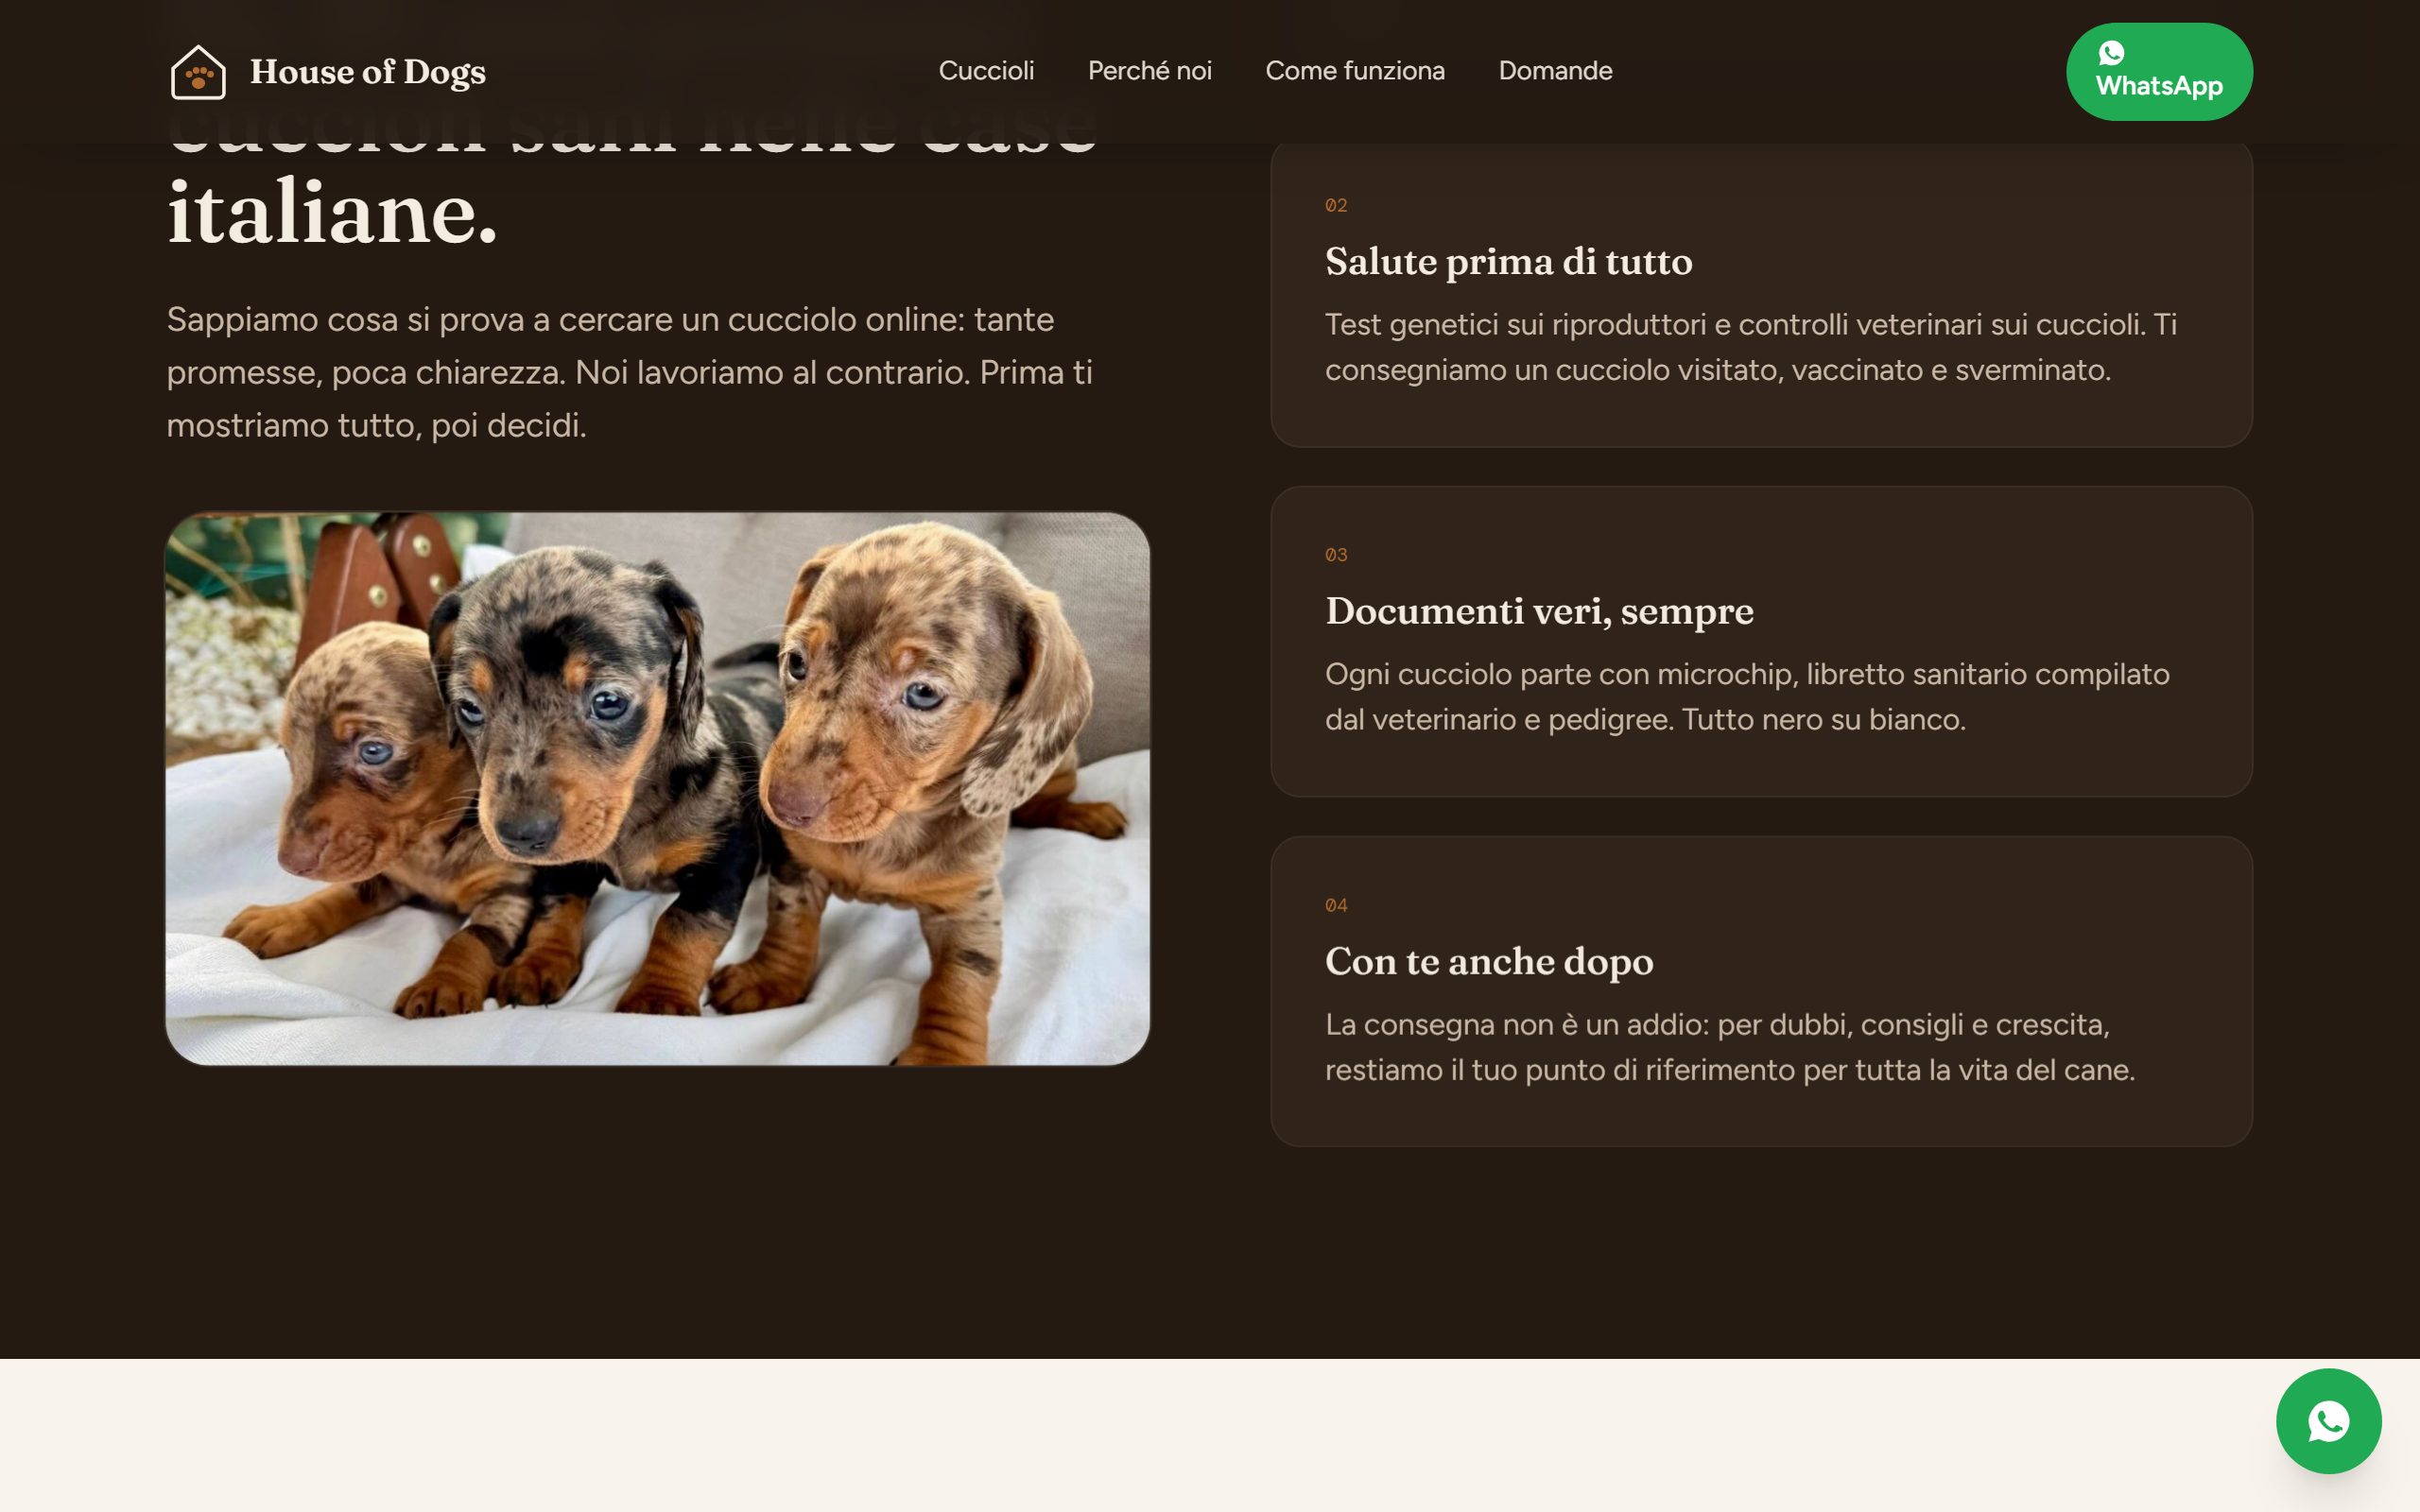 House of Dogs
Cuccioli
Perché noi
Come funziona
Domande
WhatsApp
cuccioli sani nelle case
italiane.
Sappiamo cosa si prova a cercare un cucciolo online: tante
promesse, poca chiarezza. Noi lavoriamo al contrario. Prima ti
mostriamo tutto, poi decidi.
02
Salute prima di tutto
Test genetici sui riproduttori e controlli veterinari sui cuccioli. Ti
consegniamo un cucciolo visitato, vaccinato e sverminato.
03
Documenti veri, sempre
Ogni cucciolo parte con microchip, libretto sanitario compilato
dal veterinario e pedigree. Tutto nero su bianco.
04
Con te anche dopo
La consegna non è un addio: per dubbi, consigli e crescita,
restiamo il tuo punto di riferimento per tutta la vita del cane.